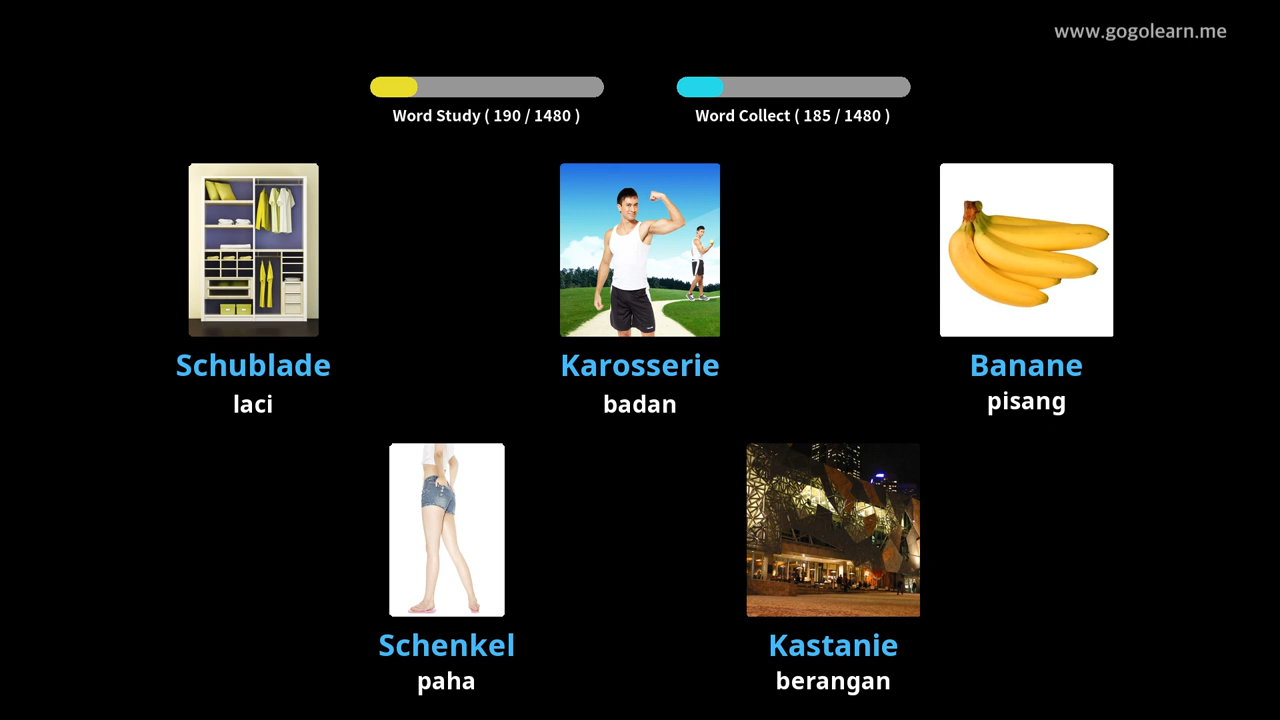 www.gogolearn.me
Word Study ( 190 / 1480 )
Word Collect ( 185 / 1480 )
Schublade
laci
Karosserie
badan
Banane
pisang
Schenkel
paha
Kastanie
berangan